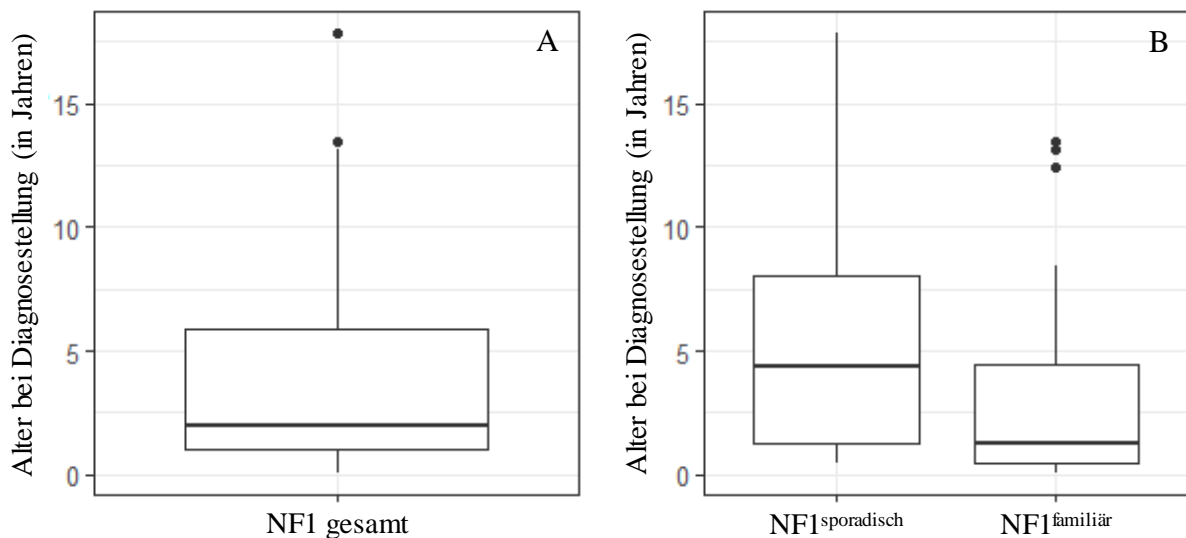 A
Alter bei Diagnosestellung (in Jahren)
15
10
5
0
NF1 gesamt
B
Alter bei Diagnosestellung (in Jahren)
15
10
5
0
NF1sporadisch
NF1familiär